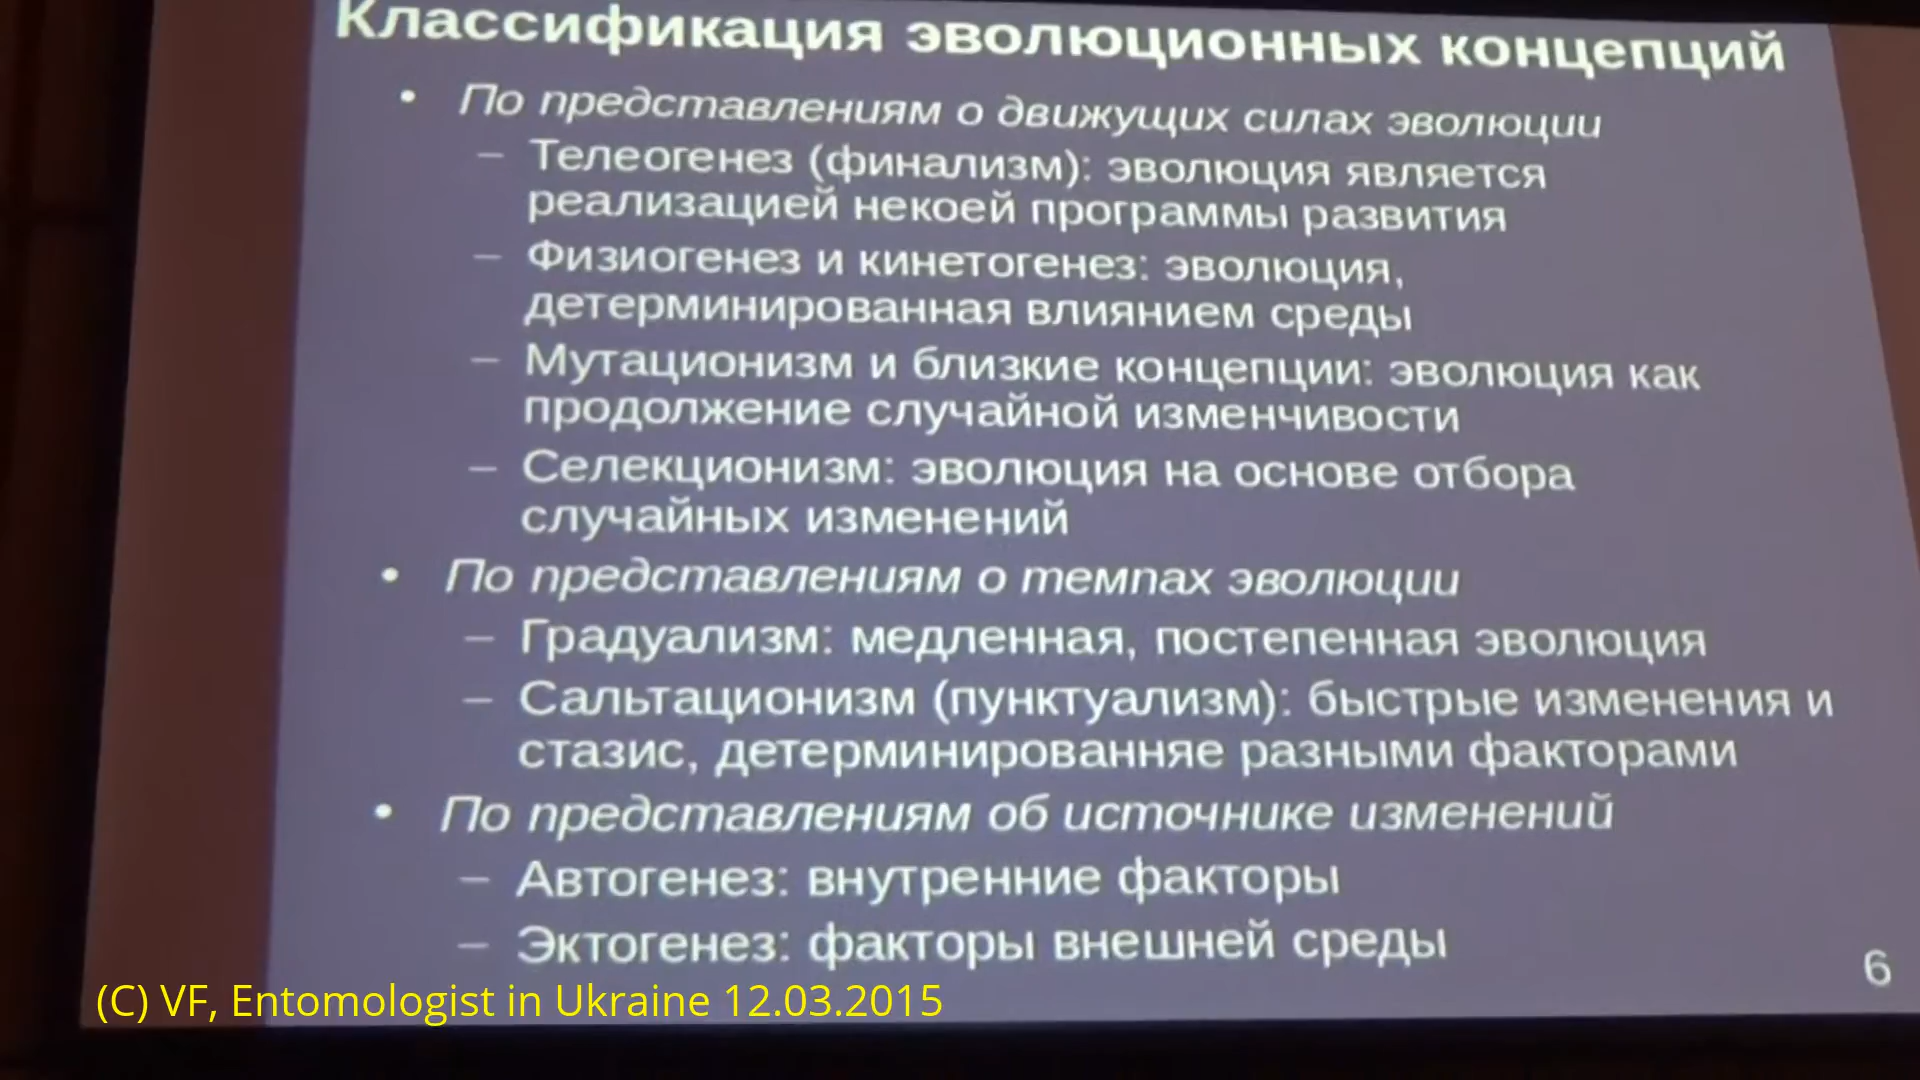 Классификация эволюционных концепций
• По представлениям о движущих силах эволюции
– Телеогенез (финализм): эволюция является
реализацией некоей программы развития
– Физиогенез и кинетогенез: эволюция,
детерминированная влиянием среды
– Мутационизм и близкие концепции: эволюция как
продолжение случайной изменчивости
– Селекционизм: эволюция на основе отбора
случайных изменений
• По представлениям о темпах эволюции
– Градуализм: медленная, постепенная эволюция
– Сальтационизм (пунктуализм): быстрые изменения и
стазис, детерминированняе разными факторами
• По представлениям об источнике изменений
– Автогенез: внутренние факторы
– Эктогенез: факторы внешней среды
6
(C) VF, Entomologist in Ukraine 12.03.2015